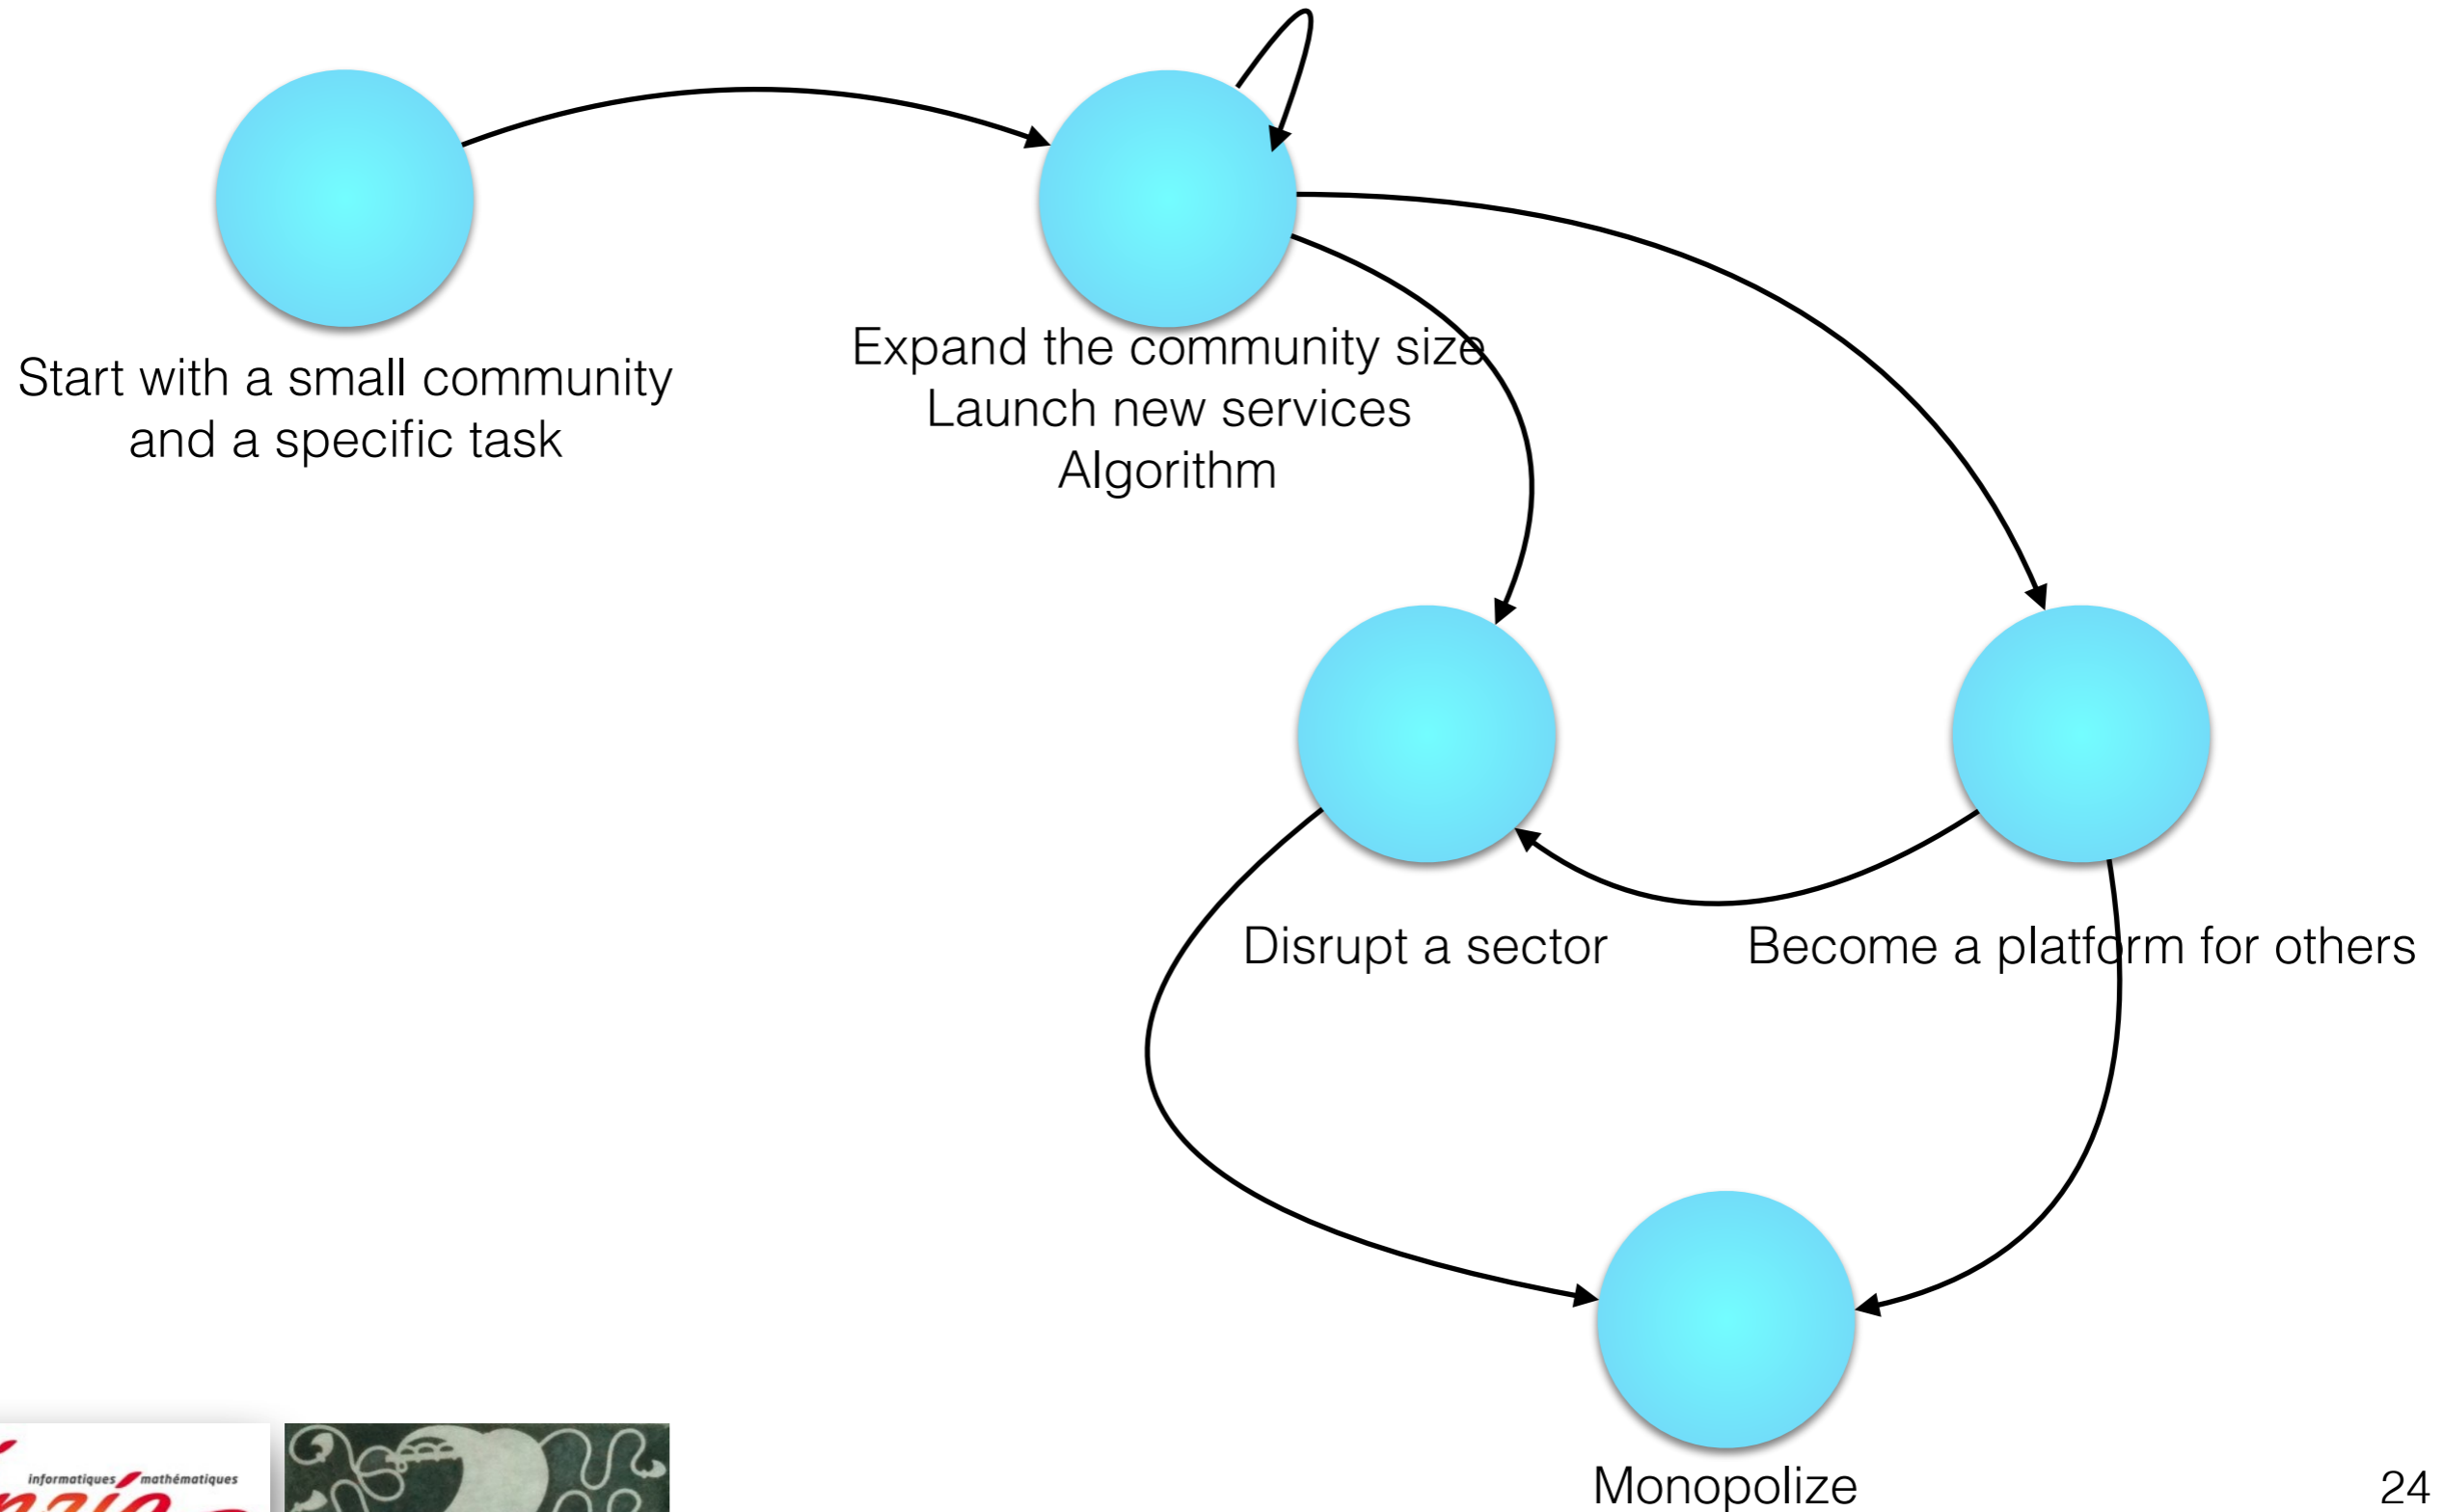 Start with a small community
and a specific task
Expand the community size
Launch new services
Algorithm
Disrupt a sector
Become a platform for others
Monopolize
informatiques mathématiques
24